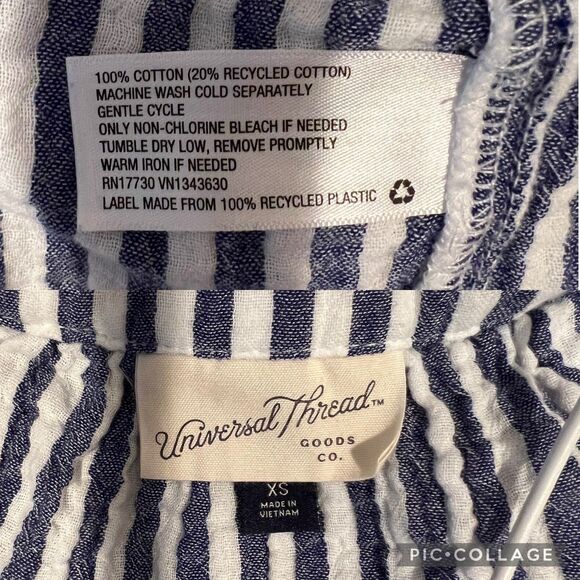 100% COTTON (20% RECYCLED COTTON)
MACHINE WASH COLD SEPARATELY
GENTLE CYCLE
ONLY NON-CHLORINE BLEACH IF NEEDED
TUMBLE DRY LOW, REMOVE PROMPTLY
WARM IRON IF NEEDED
RN17730 VN1343630
LABEL MADE FROM 100% RECYCLED PLASTIC
Universal Thread™
GOODS
CO.
XS
MADE IN
VIETNAM
PIC•COLLAGE